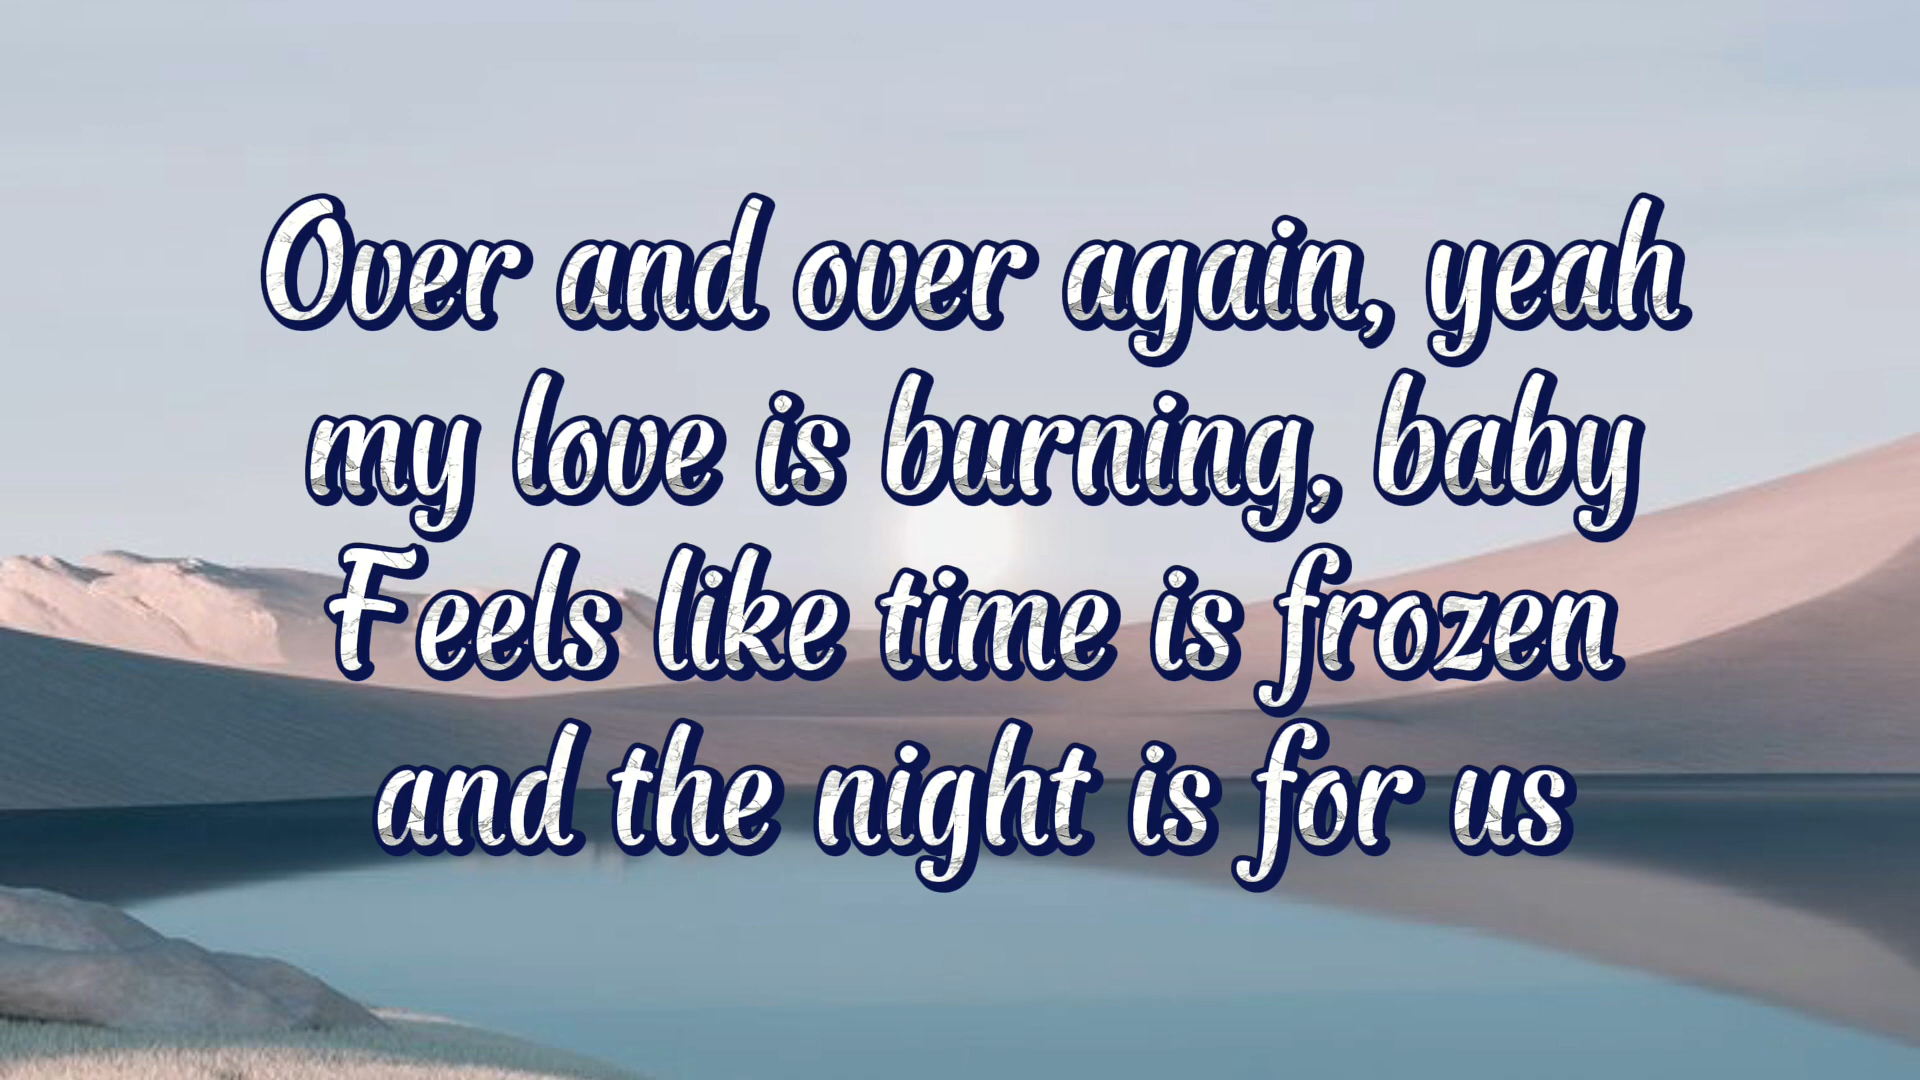 Over and over again, yeah
my love is burning, baby
Feels like time is frozen
and the night is for us